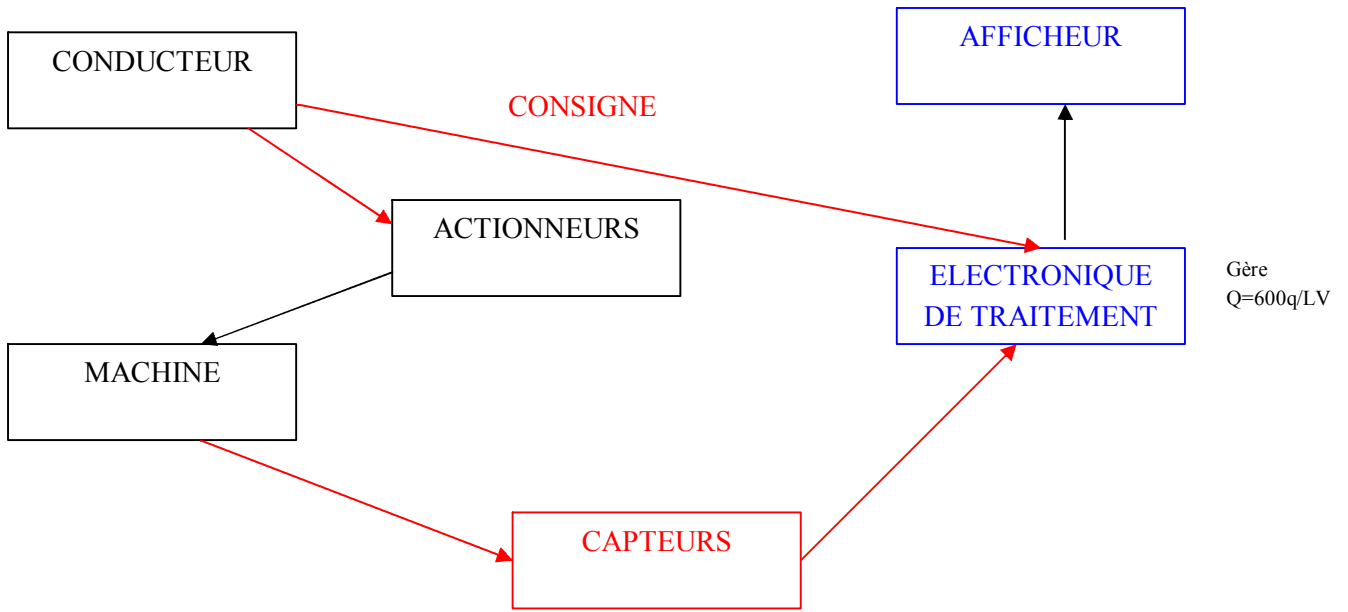 CONDUCTEUR
AFFICHEUR
CONSIGNE
ACTIONNEURS
ELECTRONIQUE
DE TRAITEMENT
Gère
Q=600q/LV
MACHINE
CAPTEURS